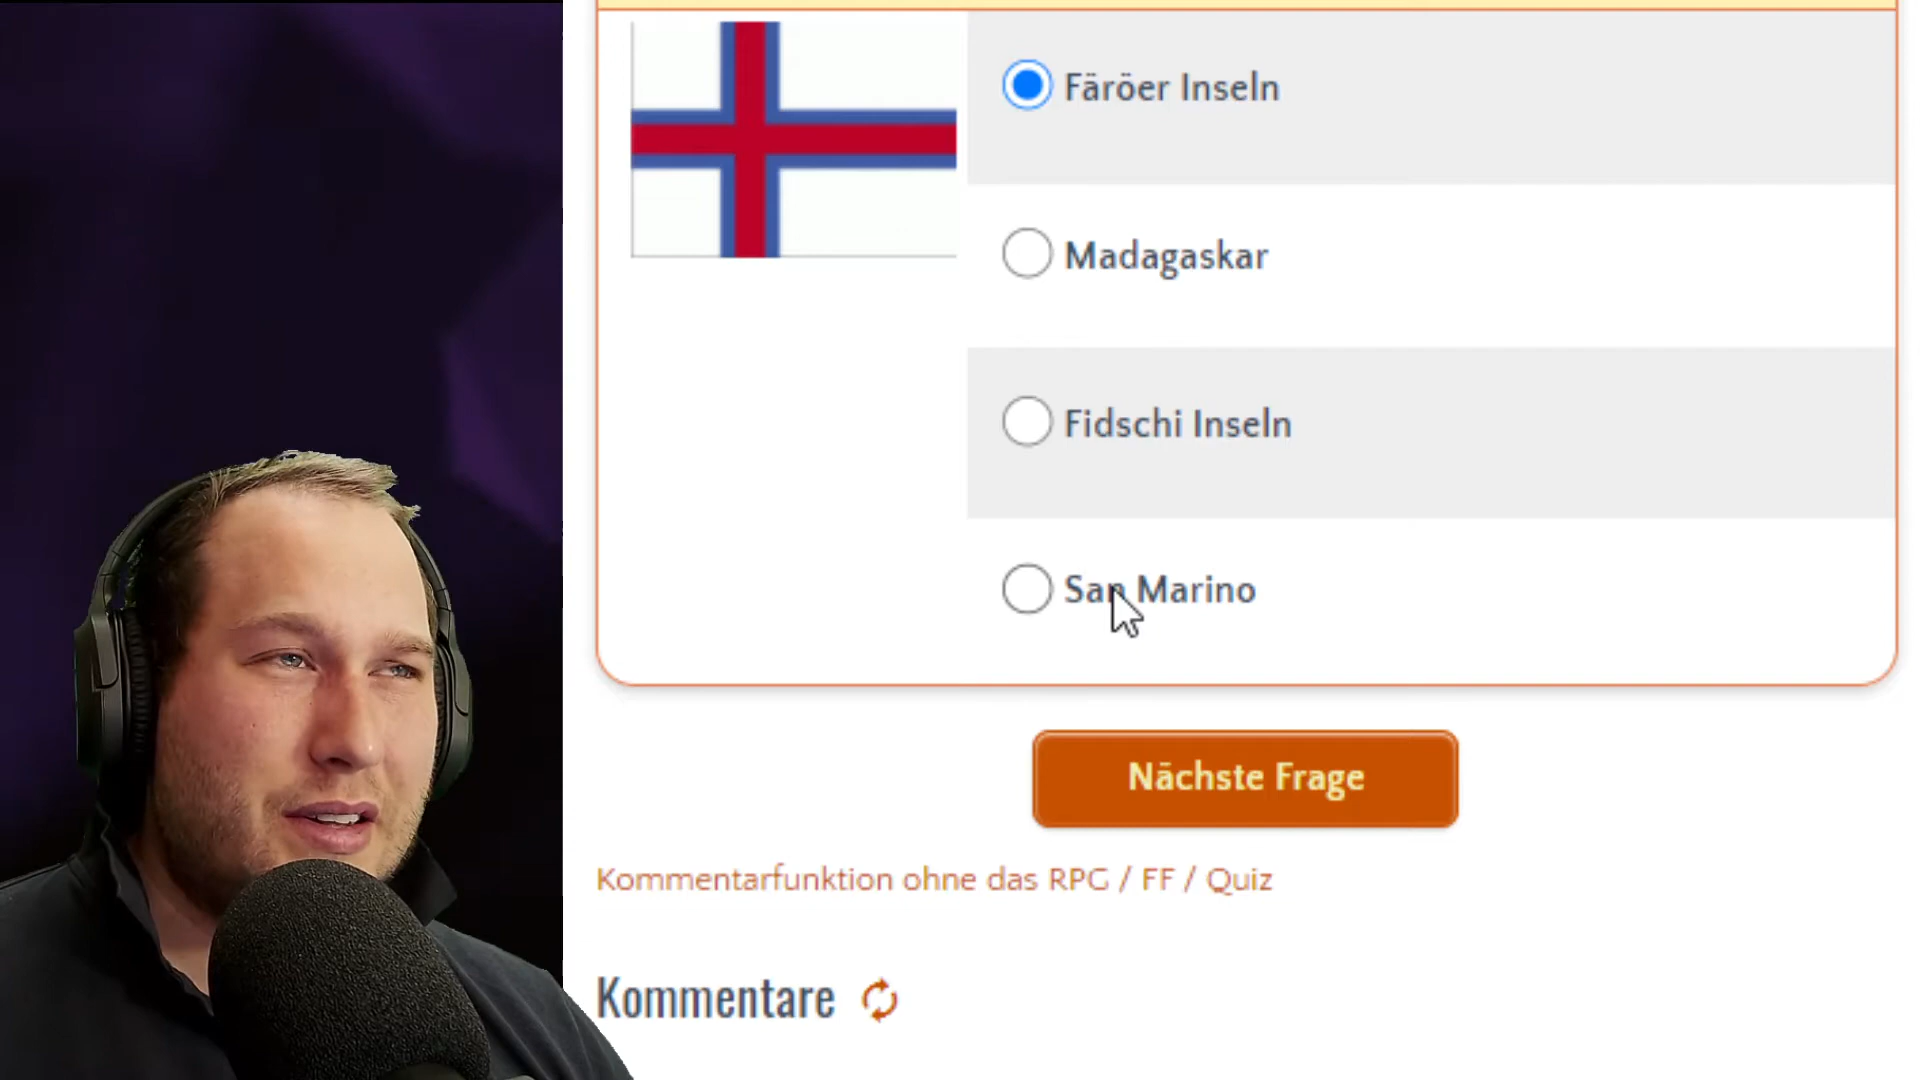 Färöer Inseln
Madagaskar
Fidschi Inseln
San Marino
Nächste Frage
Kommentarfunktion ohne das RPG / FF / Quiz
Kommentare